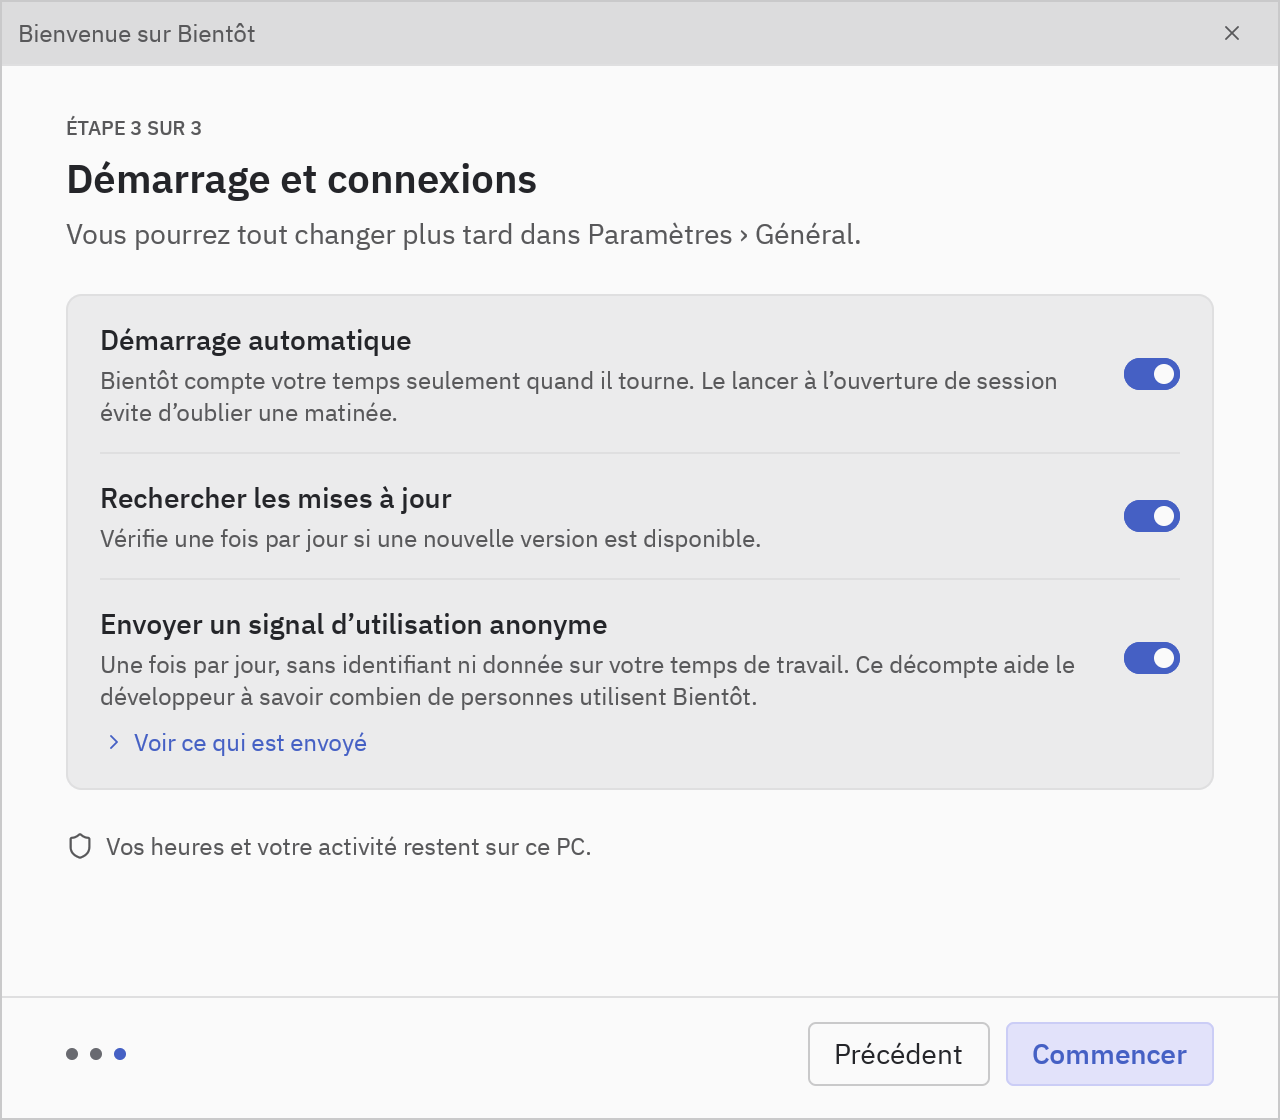 Bienvenue sur Bientôt
ÉTAPE 3 SUR 3
Démarrage et connexions
Vous pourrez tout changer plus tard dans Paramètres › Général.
Démarrage automatique
Bientôt compte votre temps seulement quand il tourne. Le lancer à l’ouverture de session
évite d’oublier une matinée.
Rechercher les mises à jour
Vérifie une fois par jour si une nouvelle version est disponible.
Envoyer un signal d’utilisation anonyme
Une fois par jour, sans identifiant ni donnée sur votre temps de travail. Ce décompte aide le
développeur à savoir combien de personnes utilisent Bientôt.
Voir ce qui est envoyé
Vos heures et votre activité restent sur ce PC.
Précédent
Commencer